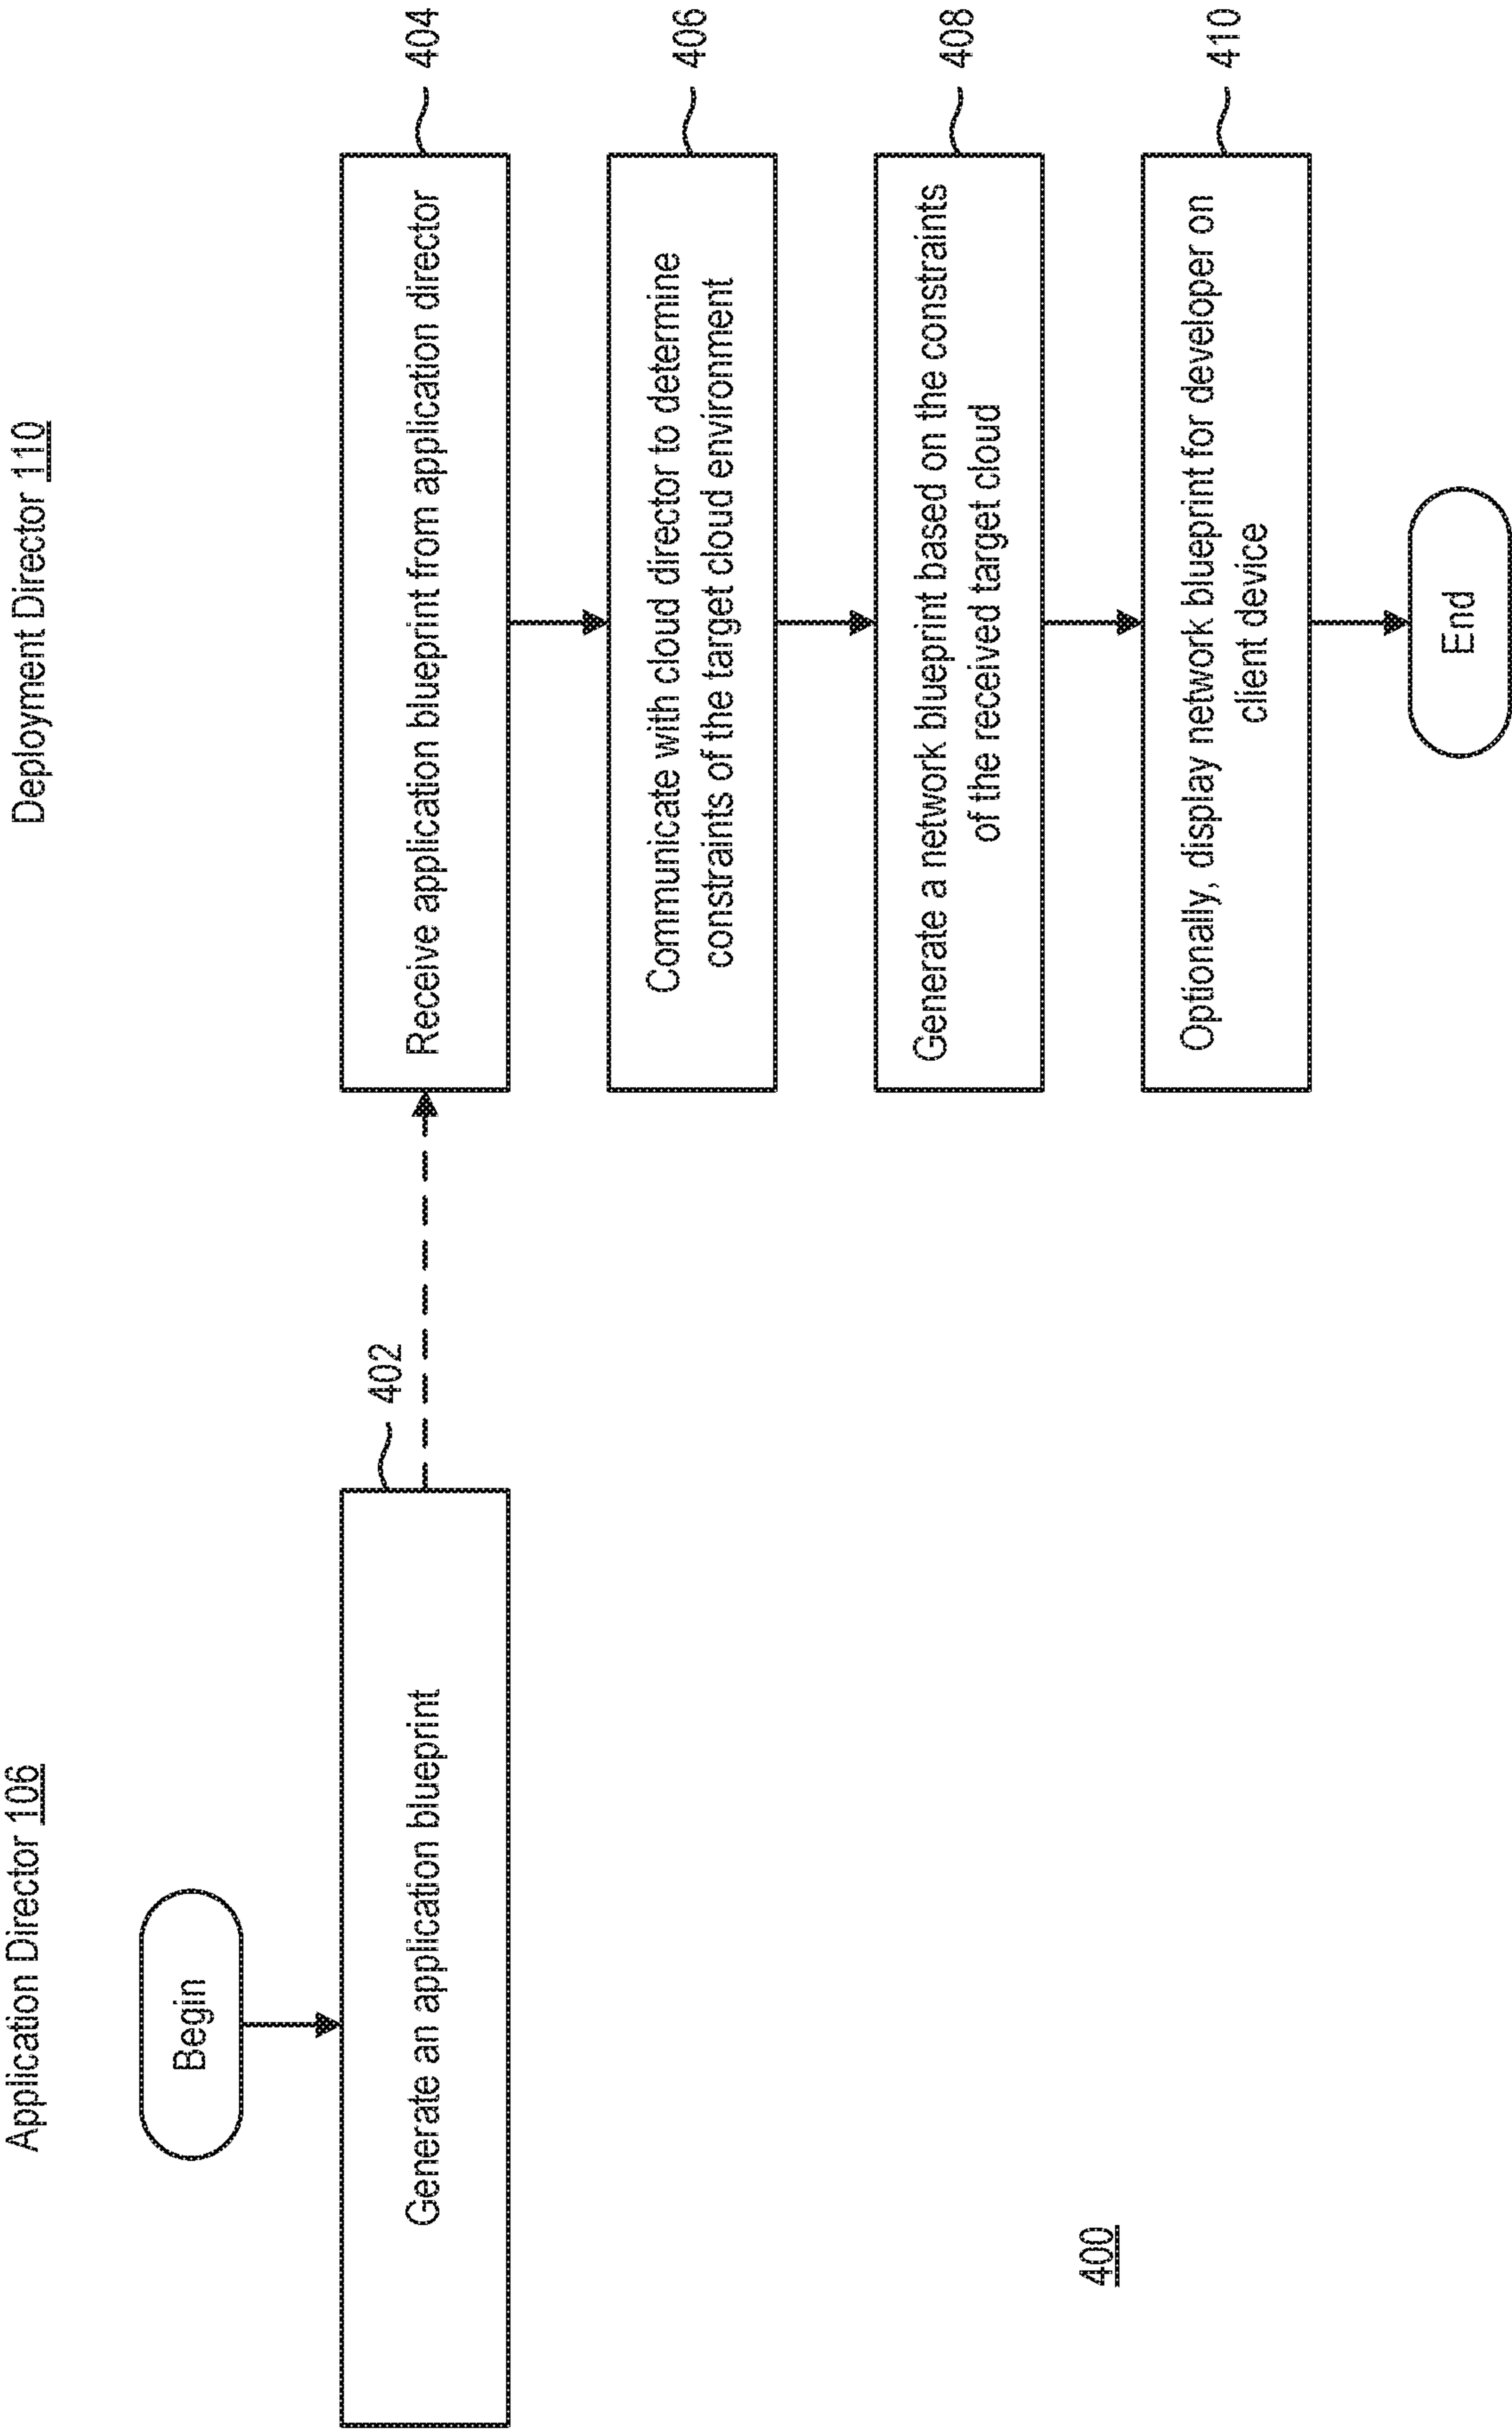 Application Director 106
Deployment Director 110
Begin
402
Generate an application blueprint
404
Receive application blueprint from application director
406
Communicate with cloud director to determine
constraints of the target cloud environment
408
Generate a network blueprint based on the constraints
of the received target cloud
410
Optionally, display network blueprint for developer on
client device
End
400